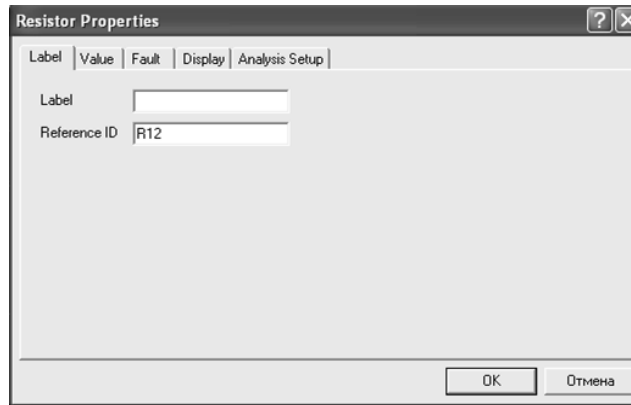 Resistor Properties
Label Value Fault Display Analysis Setup
Label
Reference ID R12
OK Отмена